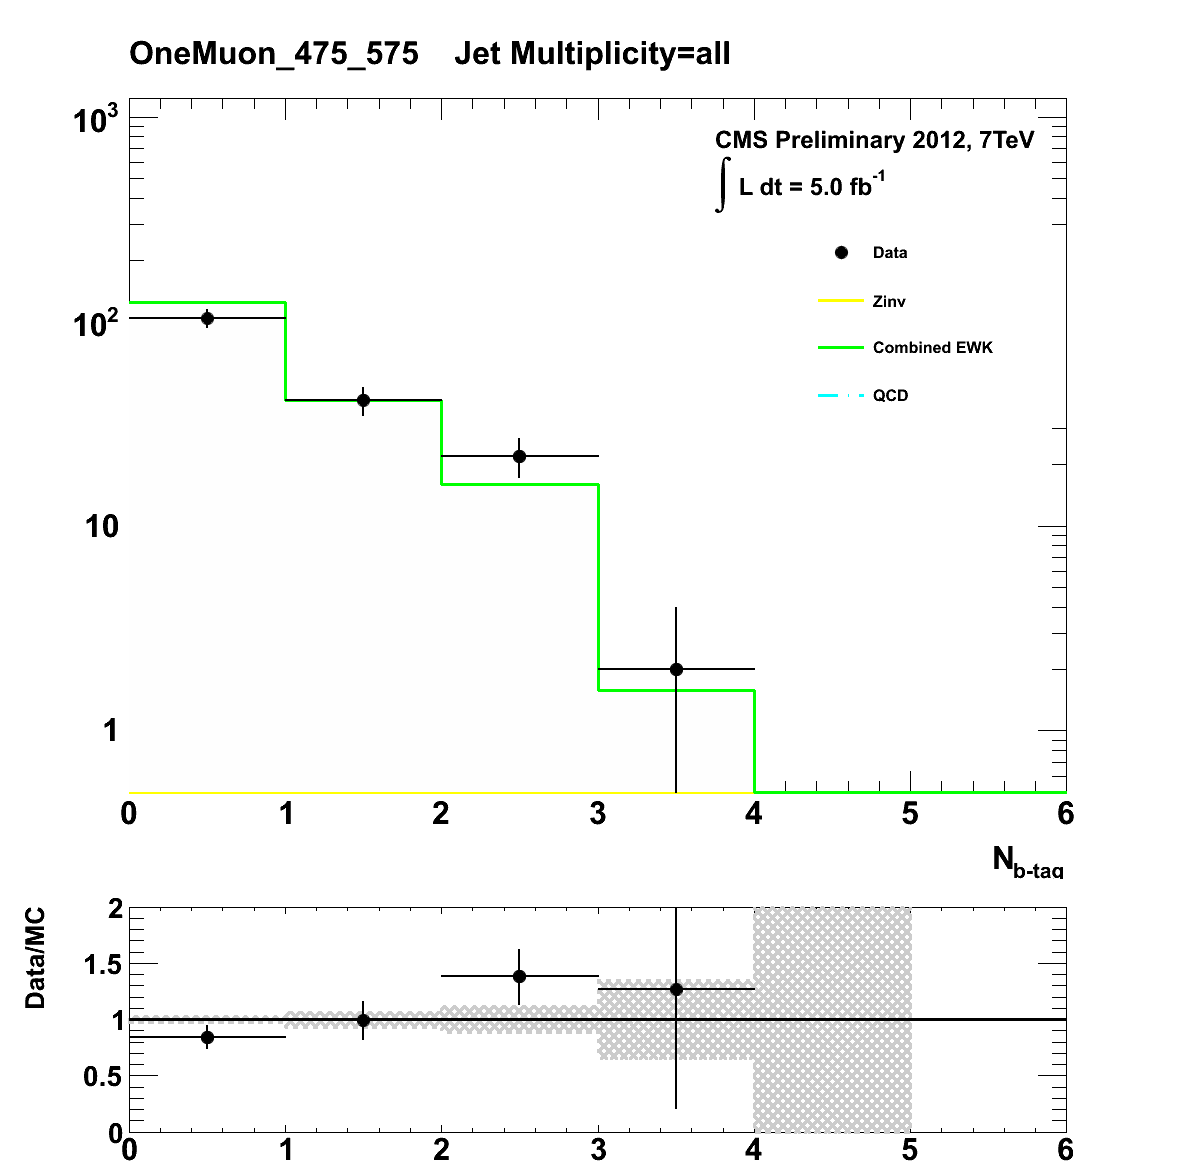 OneMuon_475_575 Jet Multiplicity=all
10³
CMS Preliminary 2012, 7TeV
∫ L dt = 5.0 fb⁻¹
Data
Zinv
10²
Combined EWK
QCD
10
1
0 1 2 3 4 5 6
N_b-tag
Data/MC
2
1.5
1
0.5
0
0 1 2 3 4 5 6